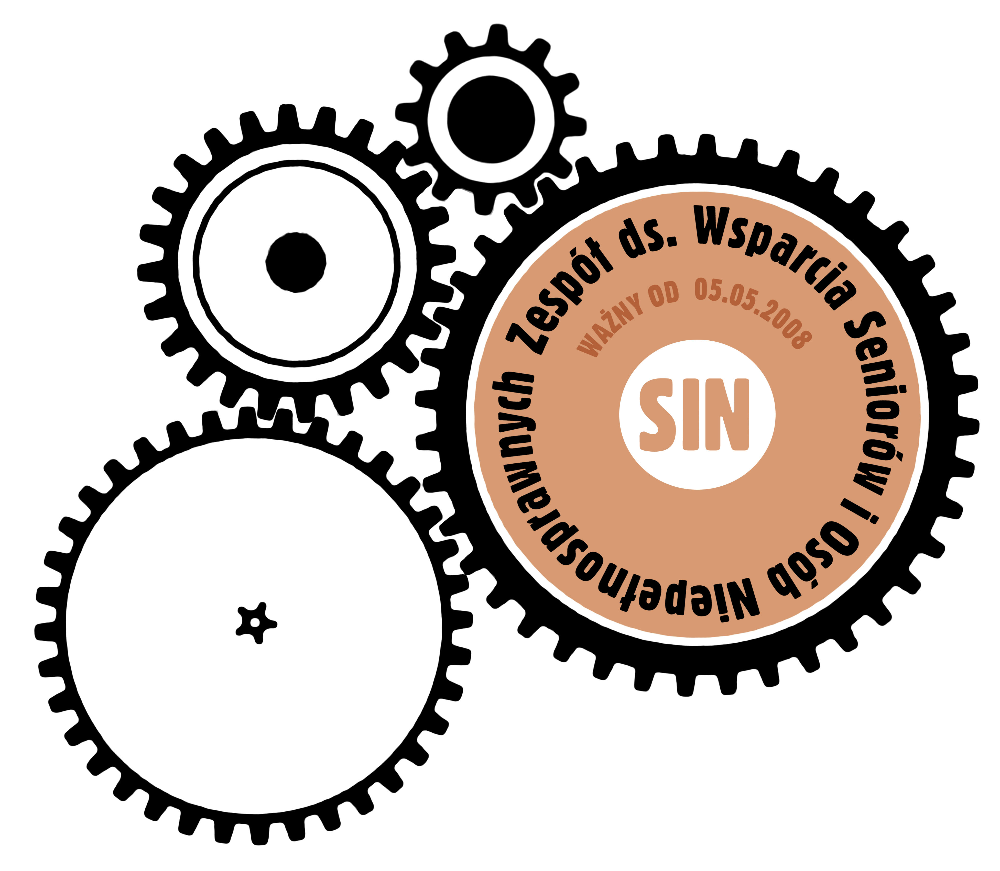 Zespół ds. Wsparcia Seniorów i Osób Niepełnosprawnych
WAŻNY OD 05.05.2008
SIN